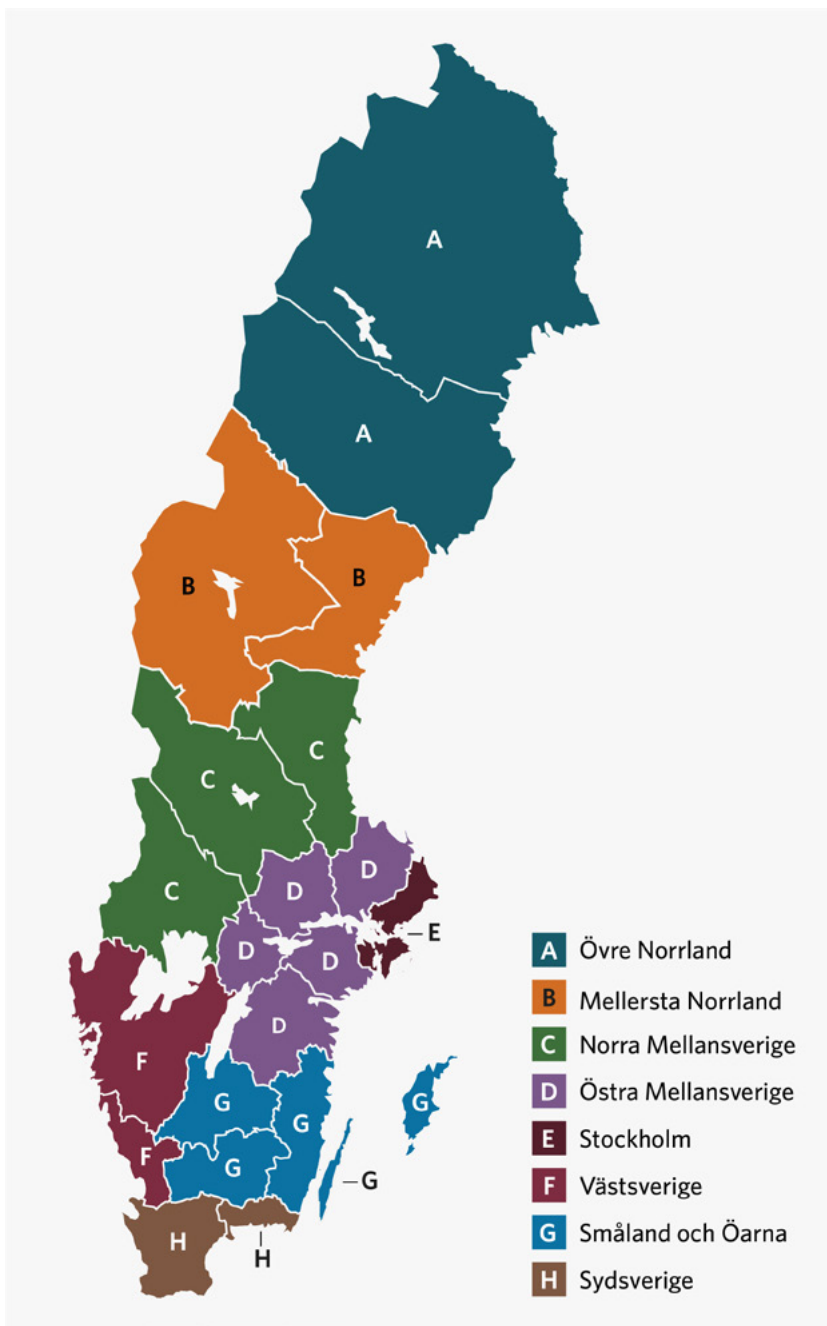 A
A
B
B
C
C
C
D
D
E
D
D
D
F
G
G
G
F
G
G
H
H
A Övre Norrland
B Mellersta Norrland
C Norra Mellansverige
D Östra Mellansverige
E Stockholm
F Västsverige
G Småland och Öarna
H Sydsverige